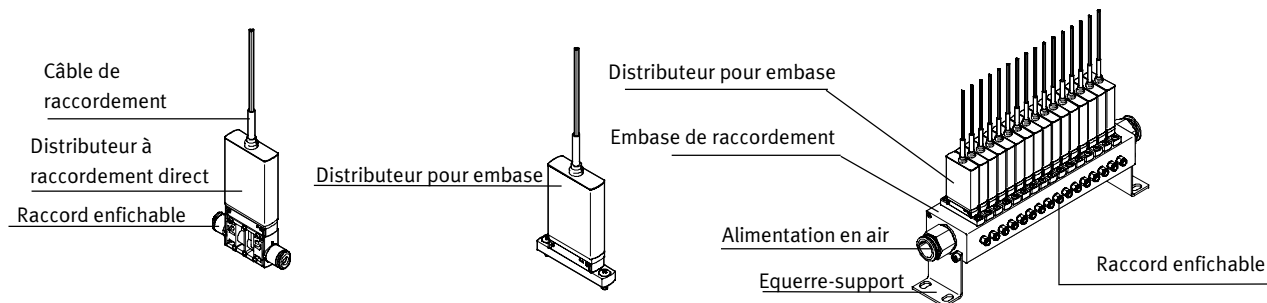 Câble de
raccordement
Distributeur à
raccordement direct
Raccord enfichable
Distributeur pour embase
Distributeur pour embase
Embase de raccordement
Alimentation en air
Equerre-support
Raccord enfichable